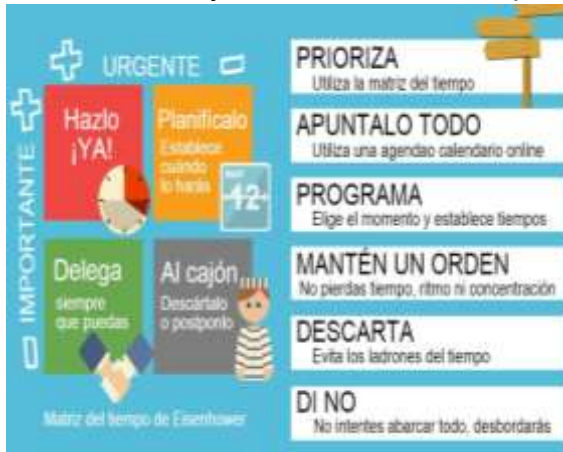 URGENTE
IMPORTANTE
Hazlo
¡YA!
Planifícalo
Establece
cuándo
lo harás
12
Delega
siempre
que puedas
Al cajón
Descártalo
o postponlo
Matriz del tiempo de Eisenhower
PRIORIZA
Utiliza la matriz del tiempo
APUNTALO TODO
Utiliza una agendao calendario online
PROGRAMA
Elige el momento y establece tiempos
MANTÉN UN ORDEN
No pierdas tiempo, ritmo ni concentración
DESCARTA
Evita los ladrones del tiempo
DI NO
No intentes abarcar todo, desbordarás